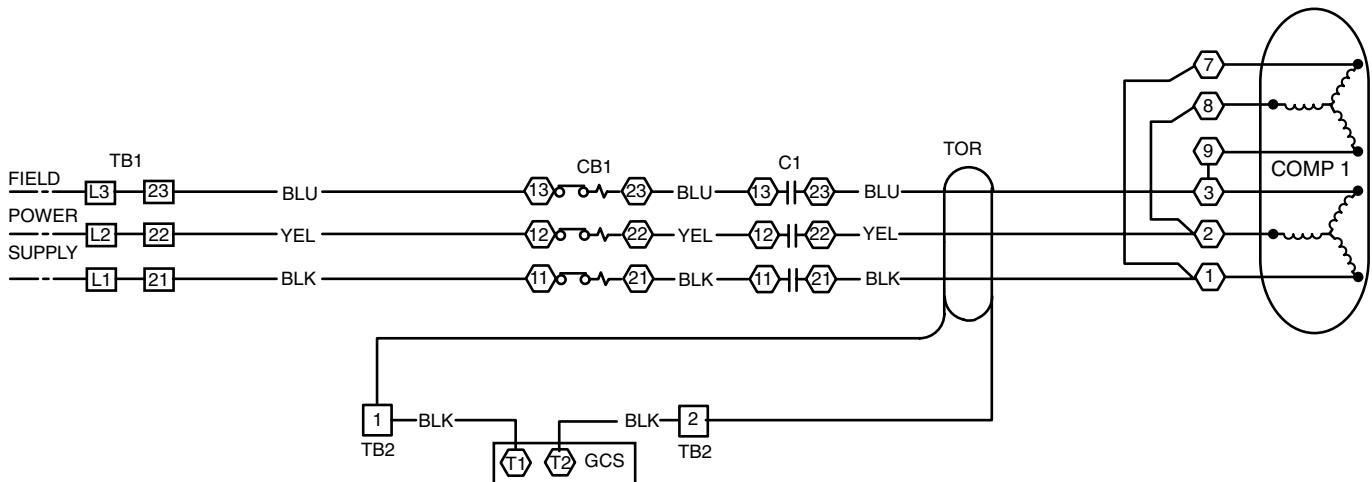 7
8
TB1 CB1 C1 TOR 9 COMP 1
FIELD L3 23 BLU 13 23 BLU 13 23 BLU 3
POWER L2 22 YEL 12 22 YEL 12 22 YEL 2
SUPPLY
L1 21 BLK 11 21 BLK 11 21 BLK 1
1 BLK BLK 2
TB2 T1 T2 GCS TB2